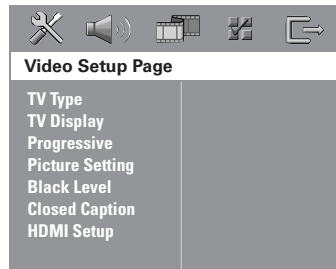 Video Setup Page
TV Type
TV Display
Progressive
Picture Setting
Black Level
Closed Caption
HDMI Setup